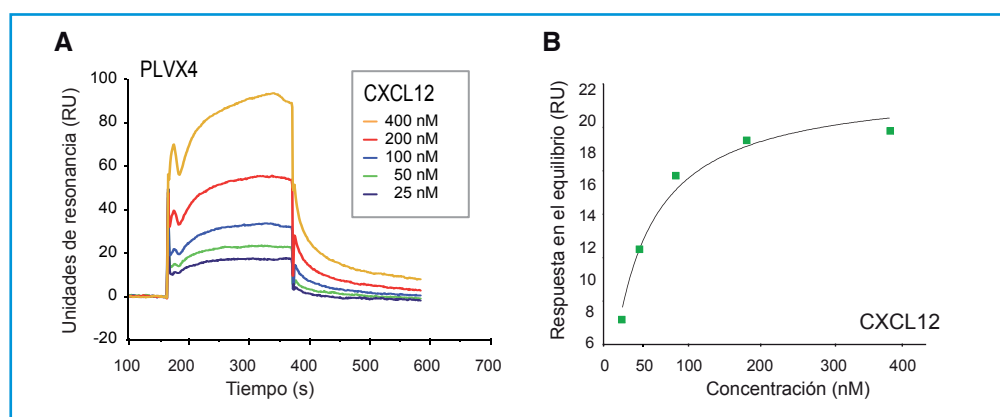 A
PLVX4
Unidades de resonancia (RU)
100
80
60
40
20
0
-20
100 200 300 400 500 600 700
Tiempo (s)
CXCL12
400 nM
200 nM
100 nM
50 nM
25 nM
B
Respuesta en el equilibrio (RU)
22
20
18
16
14
12
10
8
6
0 50 100 200 300 400
Concentración (nM)
CXCL12